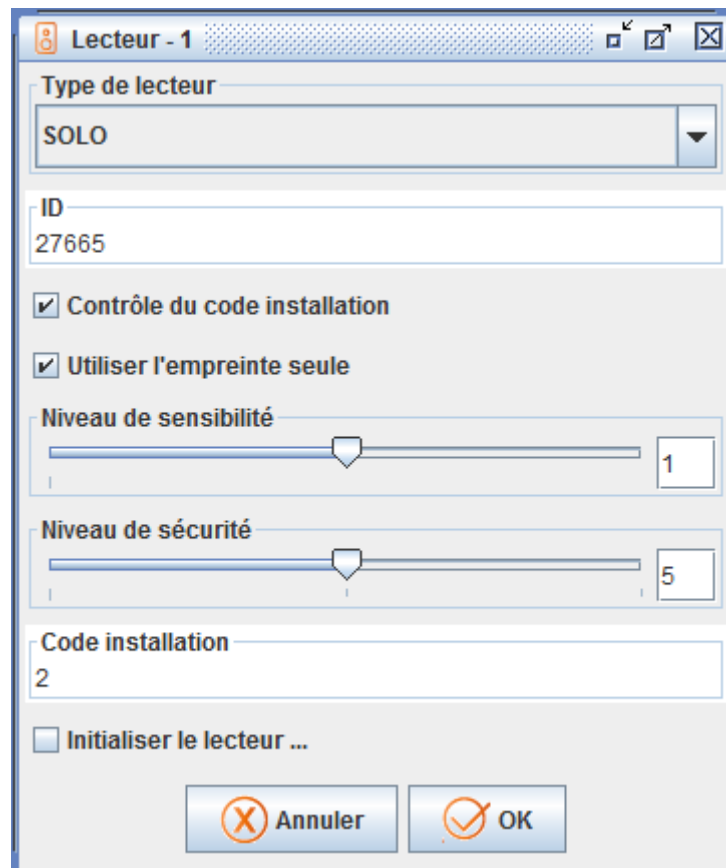 Lecteur - 1
Type de lecteur
SOLO
ID
27665
Contrôle du code installation
Utiliser l'empreinte seule
Niveau de sensibilité
1
Niveau de sécurité
5
Code installation
2
Initialiser le lecteur ...
Annuler OK